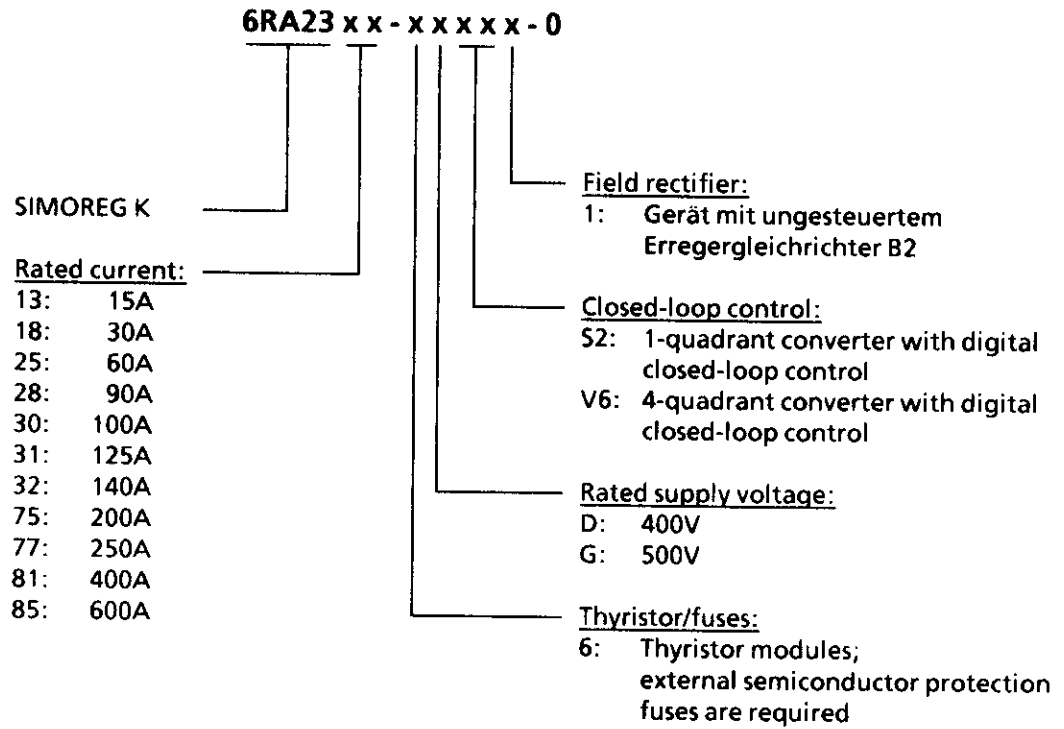 6RA23 x x - x x x x x - 0
SIMOREG K
Rated current:
13: 15A
18: 30A
25: 60A
28: 90A
30: 100A
31: 125A
32: 140A
75: 200A
77: 250A
81: 400A
85: 600A
Field rectifier:
1: Gerät mit ungesteuertem
Erregergleichrichter B2
Closed-loop control:
S2: 1-quadrant converter with digital
closed-loop control
V6: 4-quadrant converter with digital
closed-loop control
Rated supply voltage:
D: 400V
G: 500V
Thyristor/fuses:
6: Thyristor modules;
external semiconductor protection
fuses are required